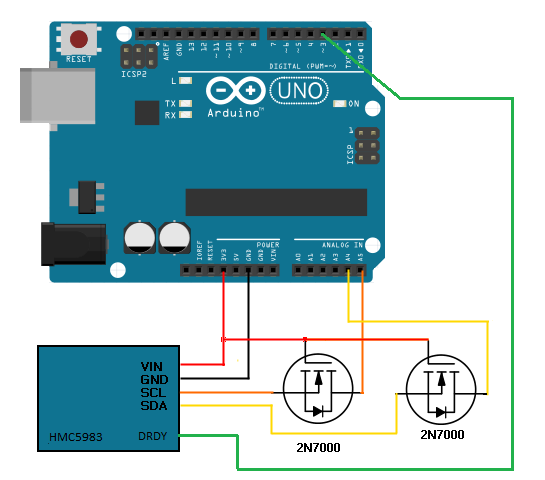 RESET
ICSP2
AREF
GND
13
12
~11
~10
~9
8
7
~6
~5
4
~3
2
TX▶1
RX◀0
DIGITAL (PWM=~)
L
TX
RX
Arduino™
UNO
ON
1
ICSP
IOREF
RESET
3V3
5V
GND
GND
VIN
POWER
ANALOG IN
A0
A1
A2
A3
A4
A5
VIN
GND
SCL
SDA
HMC5983
DRDY
2N7000
2N7000